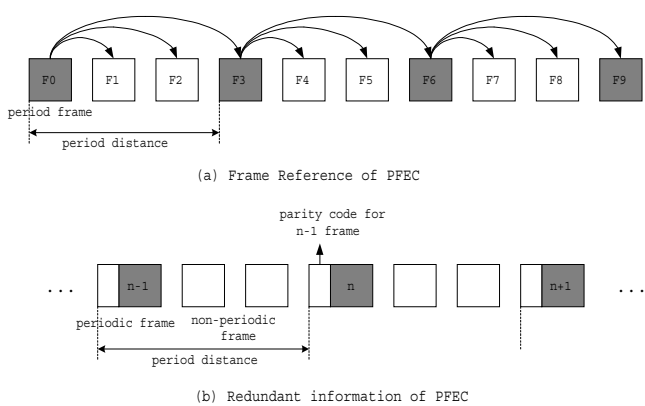 F0 F1 F2 F3 F4 F5 F6 F7 F8 F9
period frame
period distance
(a) Frame Reference of PFEC
parity code for
n-1 frame
... n-1 n n+1 ...
periodic frame
non-periodic
frame
period distance
(b) Redundant information of PFEC